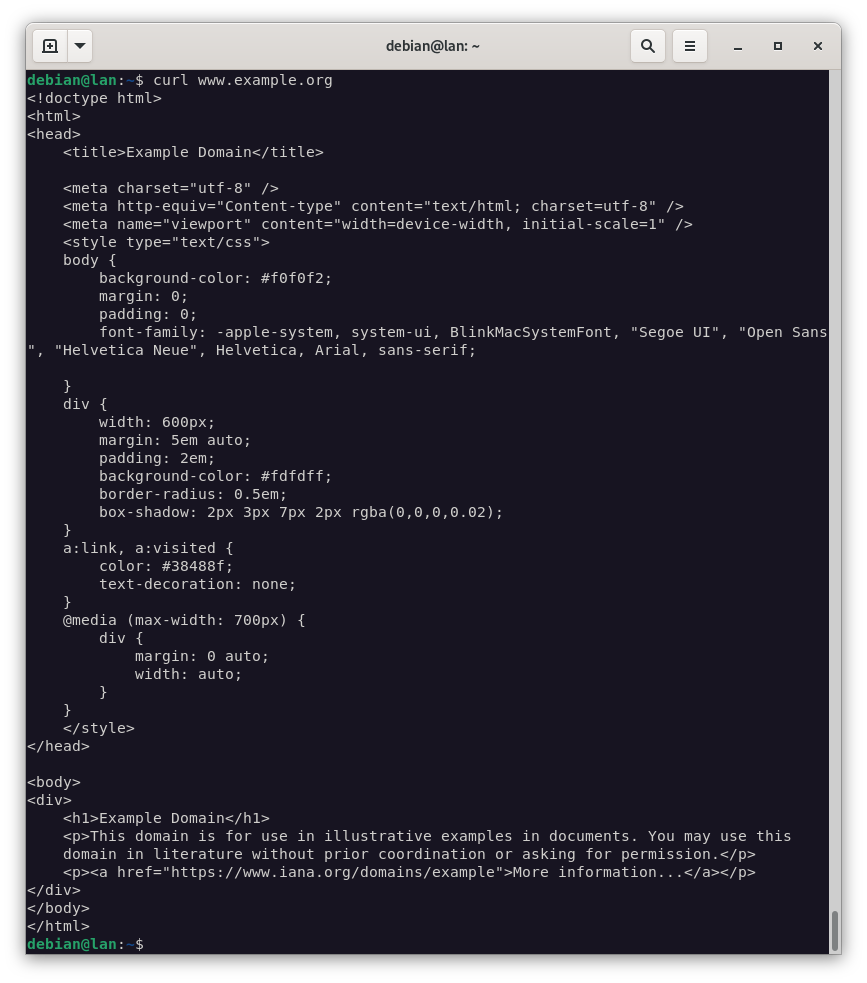 debian@lan: ~
debian@lan:~$ curl www.example.org
<!doctype html>
<html>
<head>
    <title>Example Domain</title>

    <meta charset="utf-8" />
    <meta http-equiv="Content-type" content="text/html; charset=utf-8" />
    <meta name="viewport" content="width=device-width, initial-scale=1" />
    <style type="text/css">
    body {
        background-color: #f0f0f2;
        margin: 0;
        padding: 0;
        font-family: -apple-system, system-ui, BlinkMacSystemFont, "Segoe UI", "Open Sans
", "Helvetica Neue", Helvetica, Arial, sans-serif;

    }
    div {
        width: 600px;
        margin: 5em auto;
        padding: 2em;
        background-color: #fdfdff;
        border-radius: 0.5em;
        box-shadow: 2px 3px 7px 2px rgba(0,0,0,0.02);
    }
    a:link, a:visited {
        color: #38488f;
        text-decoration: none;
    }
    @media (max-width: 700px) {
        div {
            margin: 0 auto;
            width: auto;
        }
    }
    </style>
</head>

<body>
<div>
    <h1>Example Domain</h1>
    <p>This domain is for use in illustrative examples in documents. You may use this
    domain in literature without prior coordination or asking for permission.</p>
    <p><a href="https://www.iana.org/domains/example">More information...</a></p>
</div>
</body>
</html>
debian@lan:~$